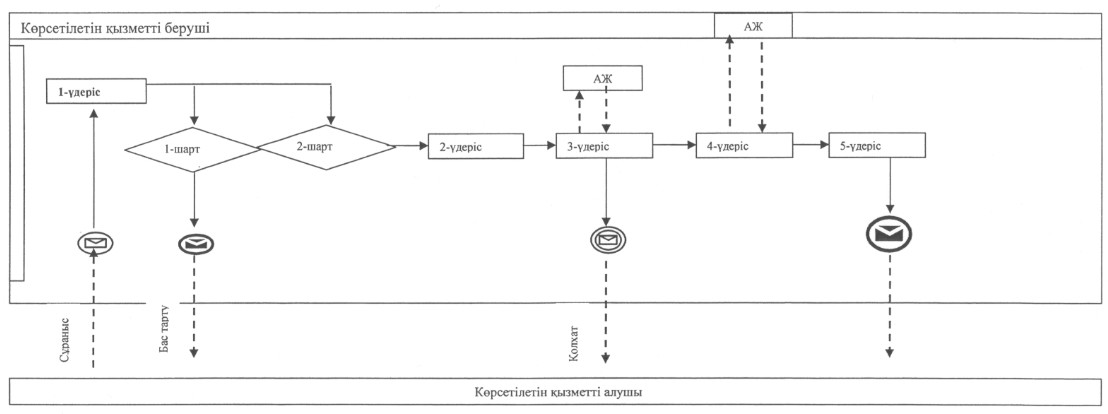 Көрсетілетін қызметті беруші
АЖ
АЖ
1-үдеріс
1-шарт
2-шарт
2-үдеріс
3-үдеріс
4-үдеріс
5-үдеріс
Сұраныс
Бас тарту
Қолхат
Көрсетілетін қызметті алушы